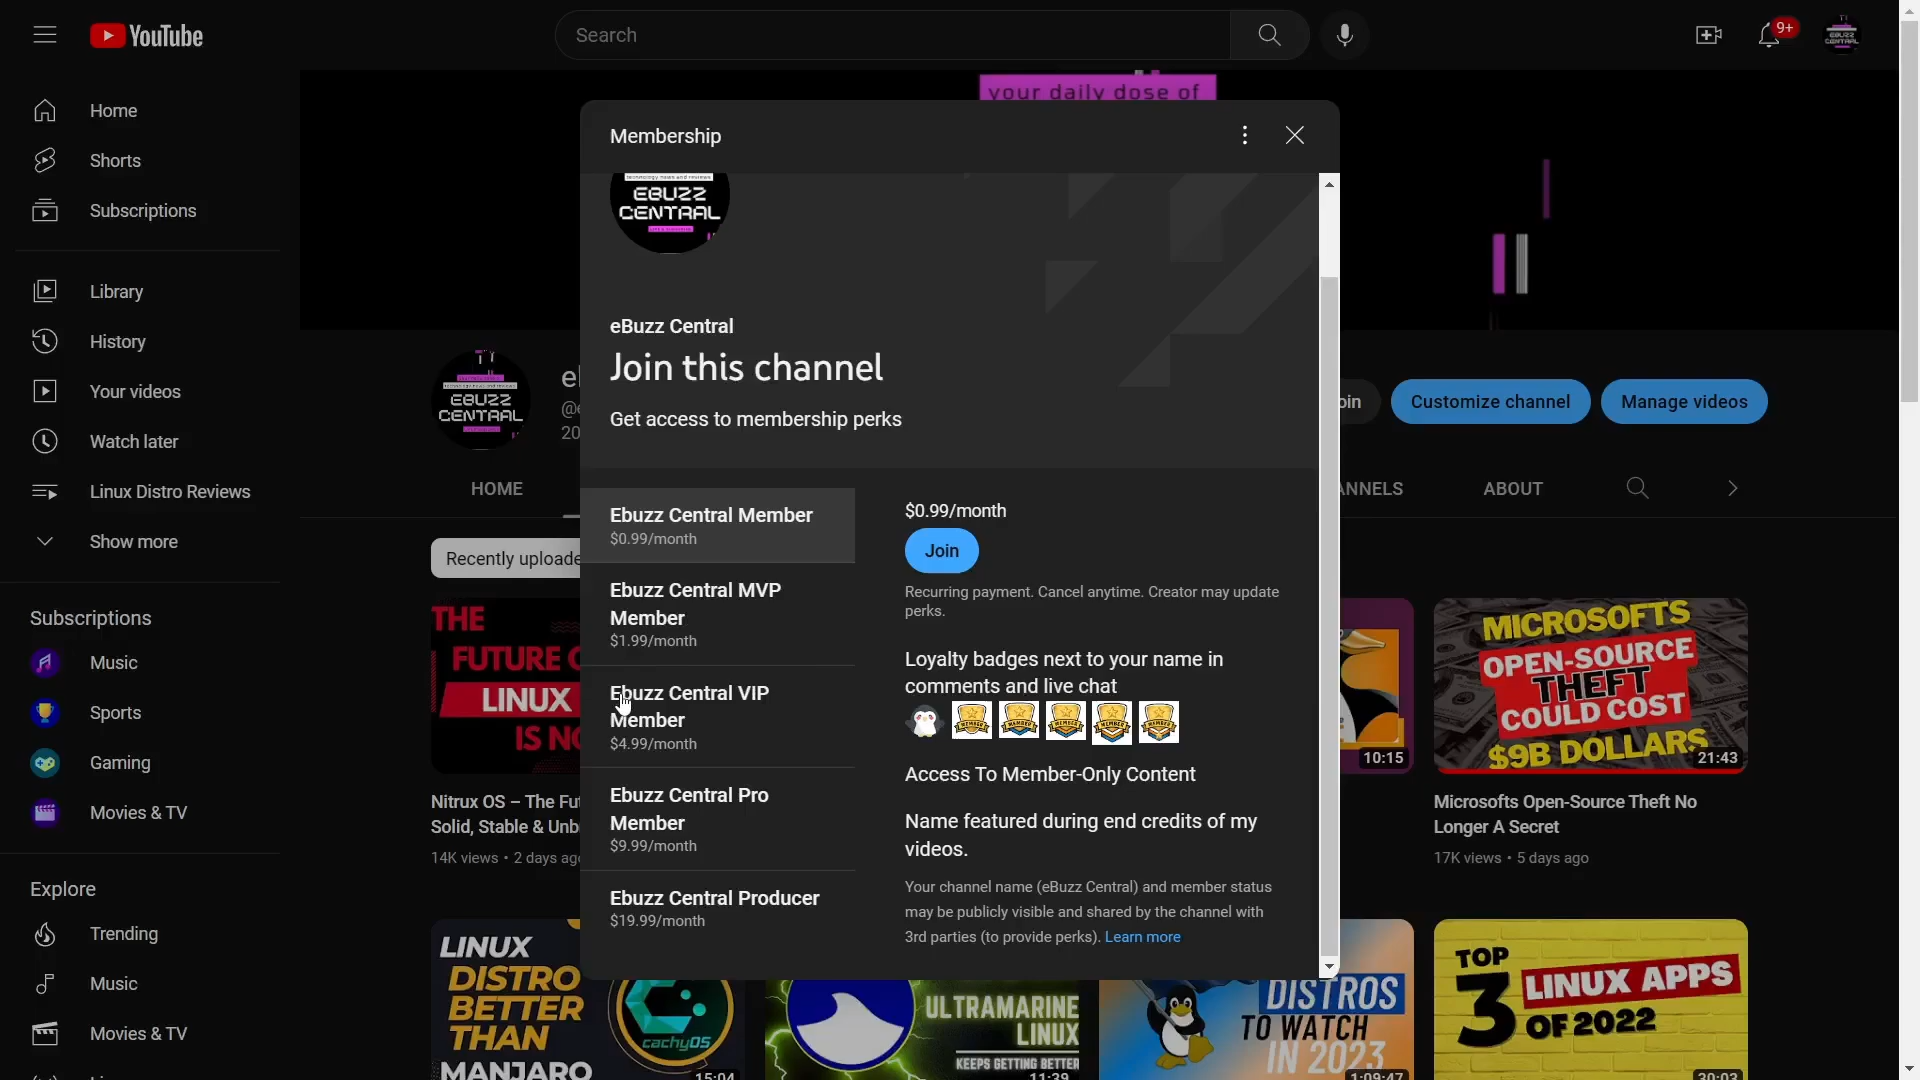 YouTube
Search
9+
Home
Shorts
Subscriptions
Library
History
Your videos
Watch later
Linux Distro Reviews
Show more
Subscriptions
Music
Sports
Gaming
Movies & TV
Explore
Trending
Music
Movies & TV
your daily dose of
Membership
EBUZZ
CENTRAL
eBuzz Central
Join this channel
Get access to membership perks
Ebuzz Central Member
$0.99/month
Ebuzz Central MVP
Member
$1.99/month
Ebuzz Central VIP
Member
$4.99/month
Ebuzz Central Pro
Member
$9.99/month
Ebuzz Central Producer
$19.99/month
$0.99/month
Join
Recurring payment. Cancel anytime. Creator may update
perks.
Loyalty badges next to your name in
comments and live chat
MEMBER
MEMBER
MEMBER
MEMBER
MEMBER
Access To Member-Only Content
Name featured during end credits of my
videos.
Your channel name (eBuzz Central) and member status
may be publicly visible and shared by the channel with
3rd parties (to provide perks). Learn more
EBUZZ
CENTRAL
Customize channel
Manage videos
HOME
ABOUT
THE
FUTURE
LINUX
IS
Nitrux OS – The
Solid, Stable &
14K views • 2 days
10:15
MICROSOFTS
OPEN-SOURCE
THEFT
COULD COST
$9B DOLLARS
21:43
Microsofts Open-Source Theft No
Longer A Secret
17K views • 5 days ago
LINUX
DISTRO
BETTER
THAN
MANJARO
cachyOS
15:04
ULTRAMARINE
LINUX
KEEPS GETTING BETTER
11:39
DISTROS
TO WATCH
IN 2023
1:09:47
TOP
3
LINUX APPS
OF 2022
30:03